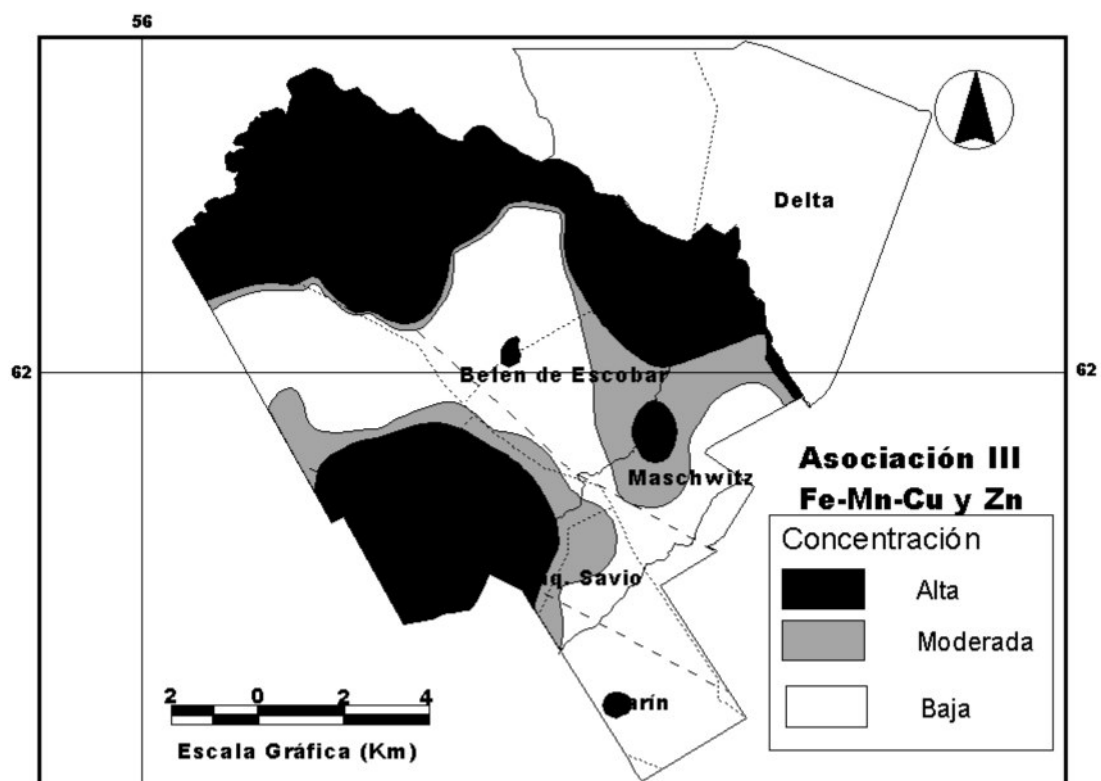 56
Delta
62
62
Belen de Escobar
Maschwitz
Asociación III
Fe-Mn-Cu y Zn
Concentración
Alta
Moderada
Baja
Savio
2 0 2 4
Escala Gráfica (Km)